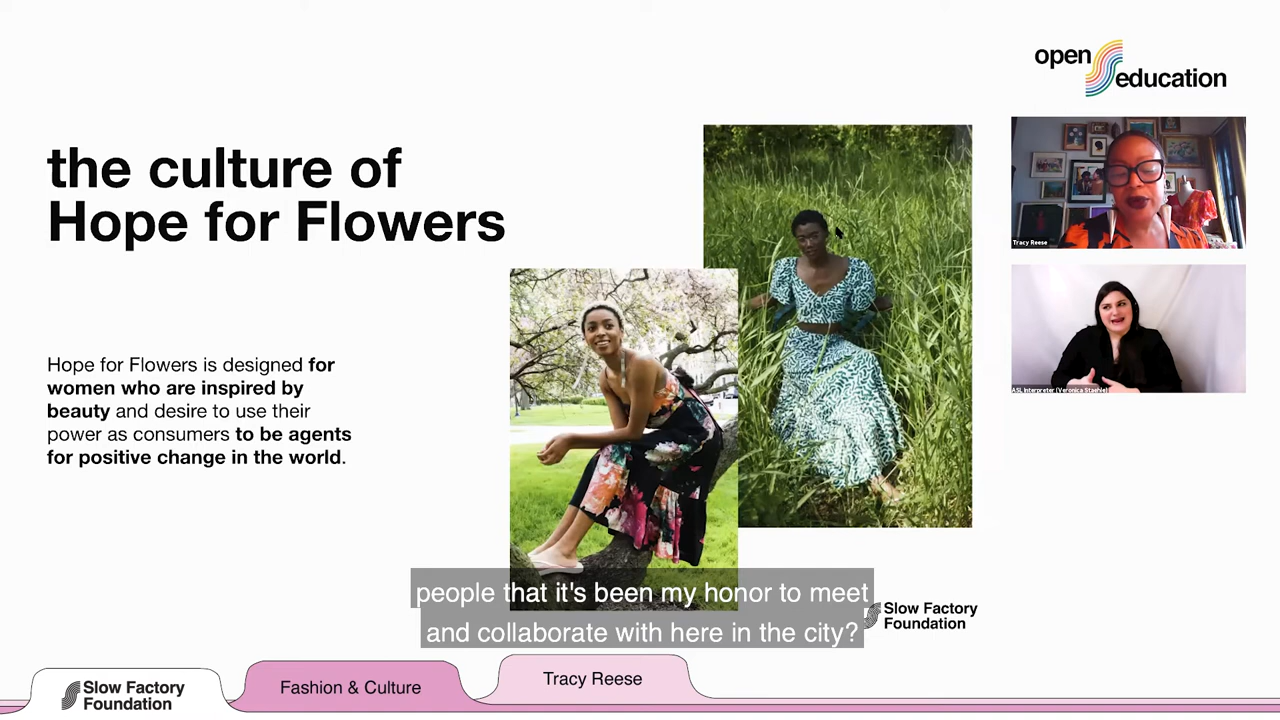 open
education
the culture of
Hope for Flowers
Tracy Reese
ASL Interpreter (Veronica Staehle)
Hope for Flowers is designed for
women who are inspired by
beauty and desire to use their
power as consumers to be agents
for positive change in the world.
people that it's been my honor to meet
and collaborate with here in the city?
Slow Factory
Foundation
Slow Factory
Foundation
Fashion & Culture
Tracy Reese